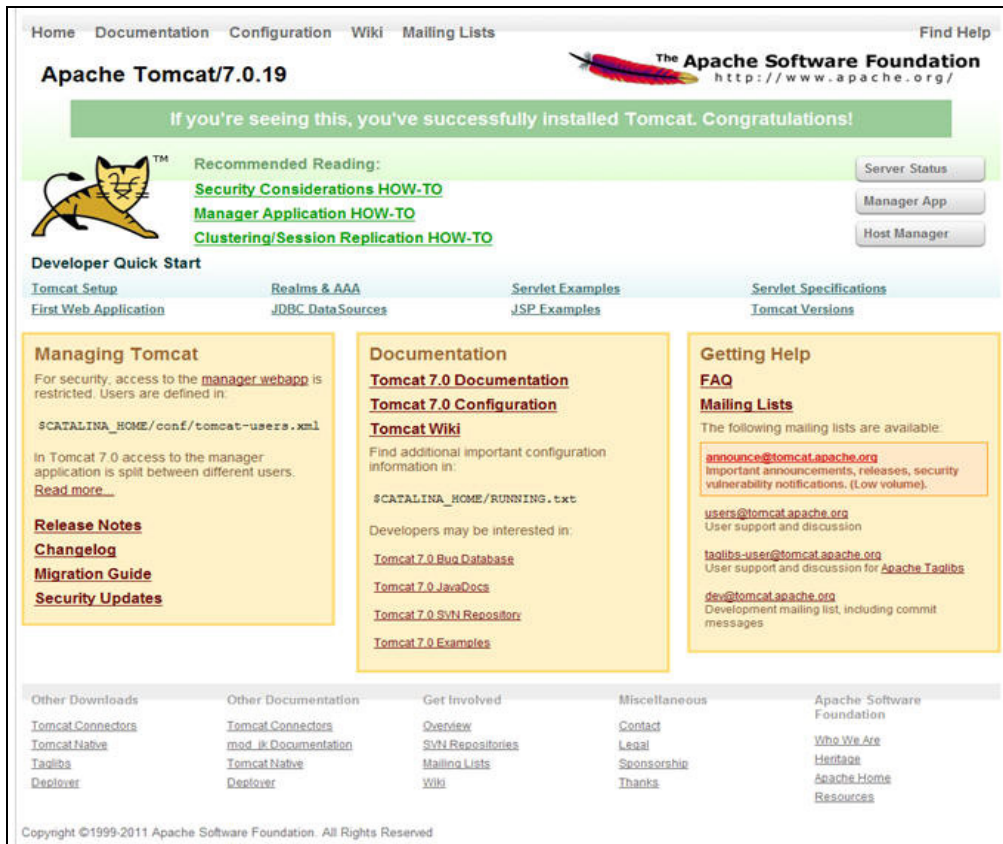 Home Documentation Configuration Wiki Mailing Lists Find Help
Apache Tomcat/7.0.19
The Apache Software Foundation
http://www.apache.org/
If you're seeing this, you've successfully installed Tomcat. Congratulations!
TM
Recommended Reading:
Security Considerations HOW-TO
Manager Application HOW-TO
Clustering/Session Replication HOW-TO
Server Status
Manager App
Host Manager
Developer Quick Start
Tomcat Setup Realms & AAA Servlet Examples Servlet Specifications
First Web Application JDBC DataSources JSP Examples Tomcat Versions
Managing Tomcat
For security, access to the manager webapp is
restricted. Users are defined in:
$CATALINA_HOME/conf/tomcat-users.xml
In Tomcat 7.0 access to the manager
application is split between different users.
Read more...
Release Notes
Changelog
Migration Guide
Security Updates
Documentation
Tomcat 7.0 Documentation
Tomcat 7.0 Configuration
Tomcat Wiki
Find additional important configuration
information in:
$CATALINA_HOME/RUNNING.txt
Developers may be interested in:
Tomcat 7.0 Bug Database
Tomcat 7.0 JavaDocs
Tomcat 7.0 SVN Repository
Tomcat 7.0 Examples
Getting Help
FAQ
Mailing Lists
The following mailing lists are available:
announce@tomcat.apache.org
Important announcements, releases, security
vulnerability notifications. (Low volume).
users@tomcat.apache.org
User support and discussion
taglibs-user@tomcat.apache.org
User support and discussion for Apache Taglibs
dev@tomcat.apache.org
Development mailing list, including commit
messages
Other Downloads
Tomcat Connectors
Tomcat Native
Taglibs
Deployer
Other Documentation
Tomcat Connectors
mod_jk Documentation
Tomcat Native
Deployer
Get Involved
Overview
SVN Repositories
Mailing Lists
Wiki
Miscellaneous
Contact
Legal
Sponsorship
Thanks
Apache Software
Foundation
Who We Are
Heritage
Apache Home
Resources
Copyright ©1999-2011 Apache Software Foundation. All Rights Reserved